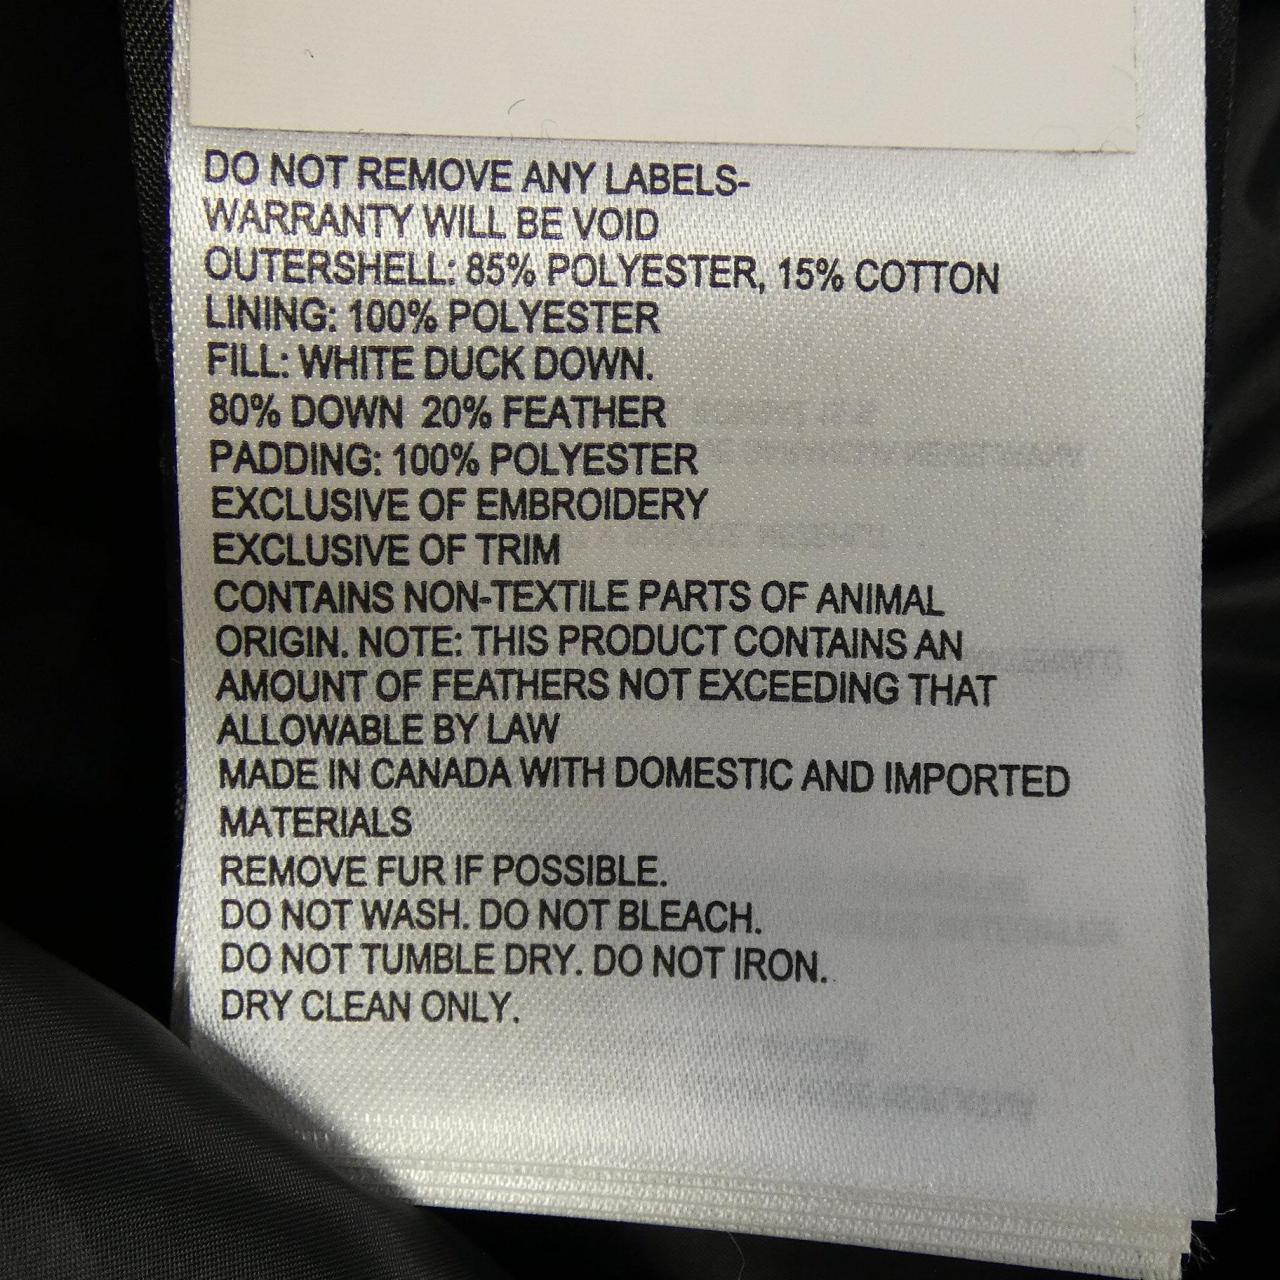 DO NOT REMOVE ANY LABELS-
WARRANTY WILL BE VOID
OUTERSHELL: 85% POLYESTER, 15% COTTON
LINING: 100% POLYESTER
FILL: WHITE DUCK DOWN.
80% DOWN  20% FEATHER
PADDING: 100% POLYESTER
EXCLUSIVE OF EMBROIDERY
EXCLUSIVE OF TRIM
CONTAINS NON-TEXTILE PARTS OF ANIMAL
ORIGIN. NOTE: THIS PRODUCT CONTAINS AN
AMOUNT OF FEATHERS NOT EXCEEDING THAT
ALLOWABLE BY LAW
MADE IN CANADA WITH DOMESTIC AND IMPORTED
MATERIALS
REMOVE FUR IF POSSIBLE.
DO NOT WASH. DO NOT BLEACH.
DO NOT TUMBLE DRY. DO NOT IRON.
DRY CLEAN ONLY.